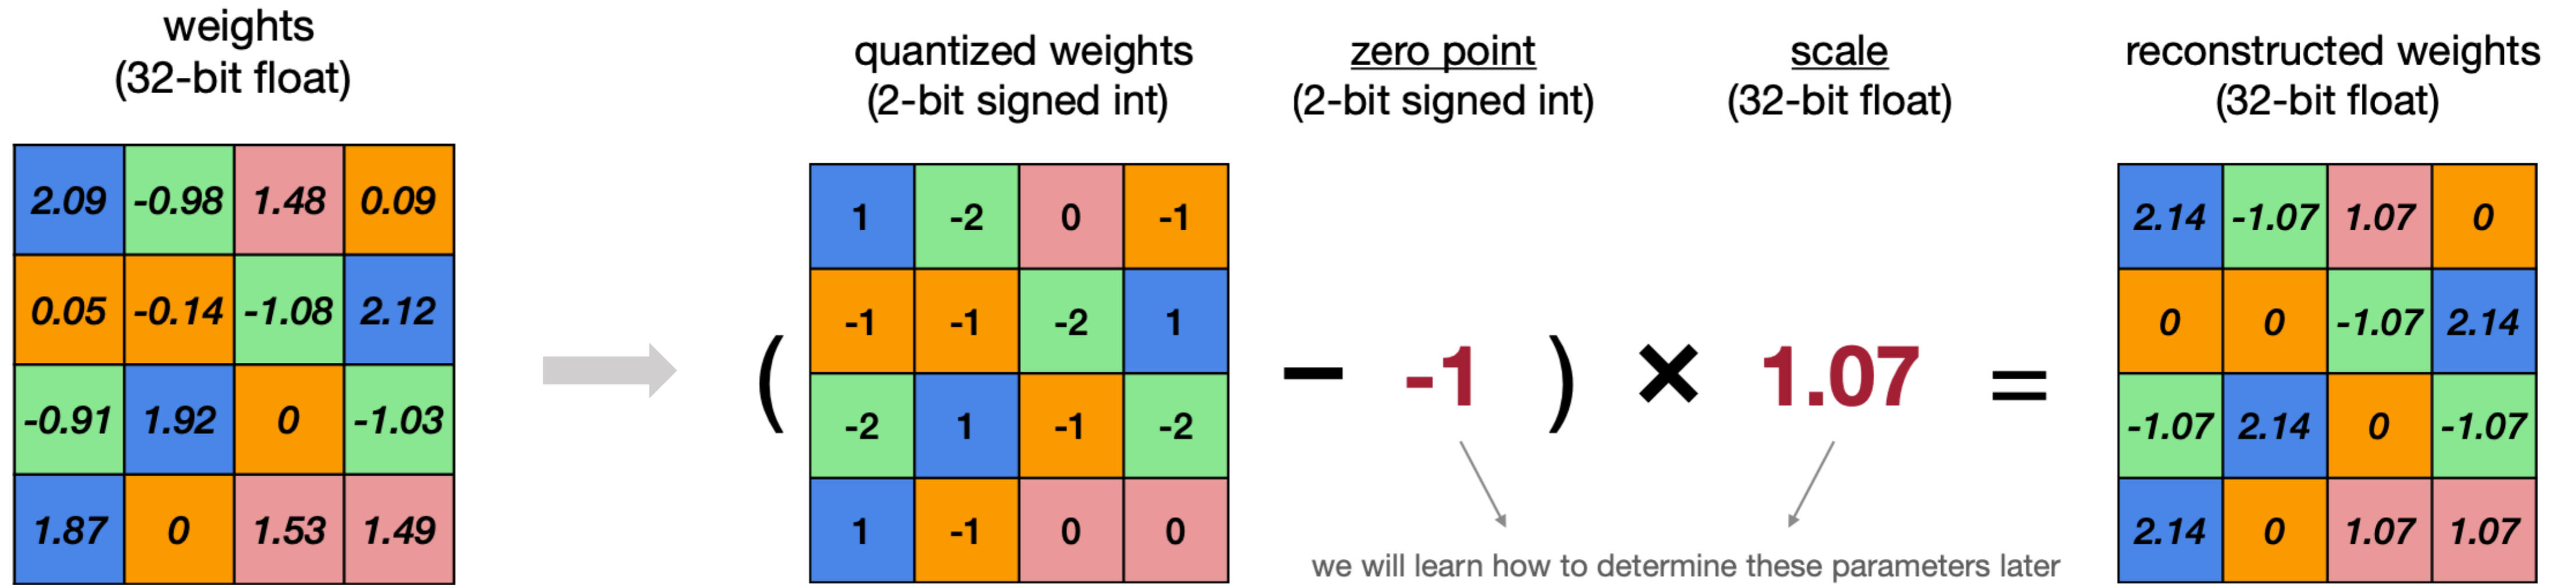 weights
(32-bit float)
quantized weights
(2-bit signed int)
zero point
(2-bit signed int)
scale
(32-bit float)
reconstructed weights
(32-bit float)
2.09 -0.98 1.48 0.09
0.05 -0.14 -1.08 2.12
-0.91 1.92 0 -1.03
1.87 0 1.53 1.49
(
1 -2 0 -1
-1 -1 -2 1
-2 1 -1 -2
1 -1 0 0
− -1 ) × 1.07 =
2.14 -1.07 1.07 0
0 0 -1.07 2.14
-1.07 2.14 0 -1.07
2.14 0 1.07 1.07
we will learn how to determine these parameters later